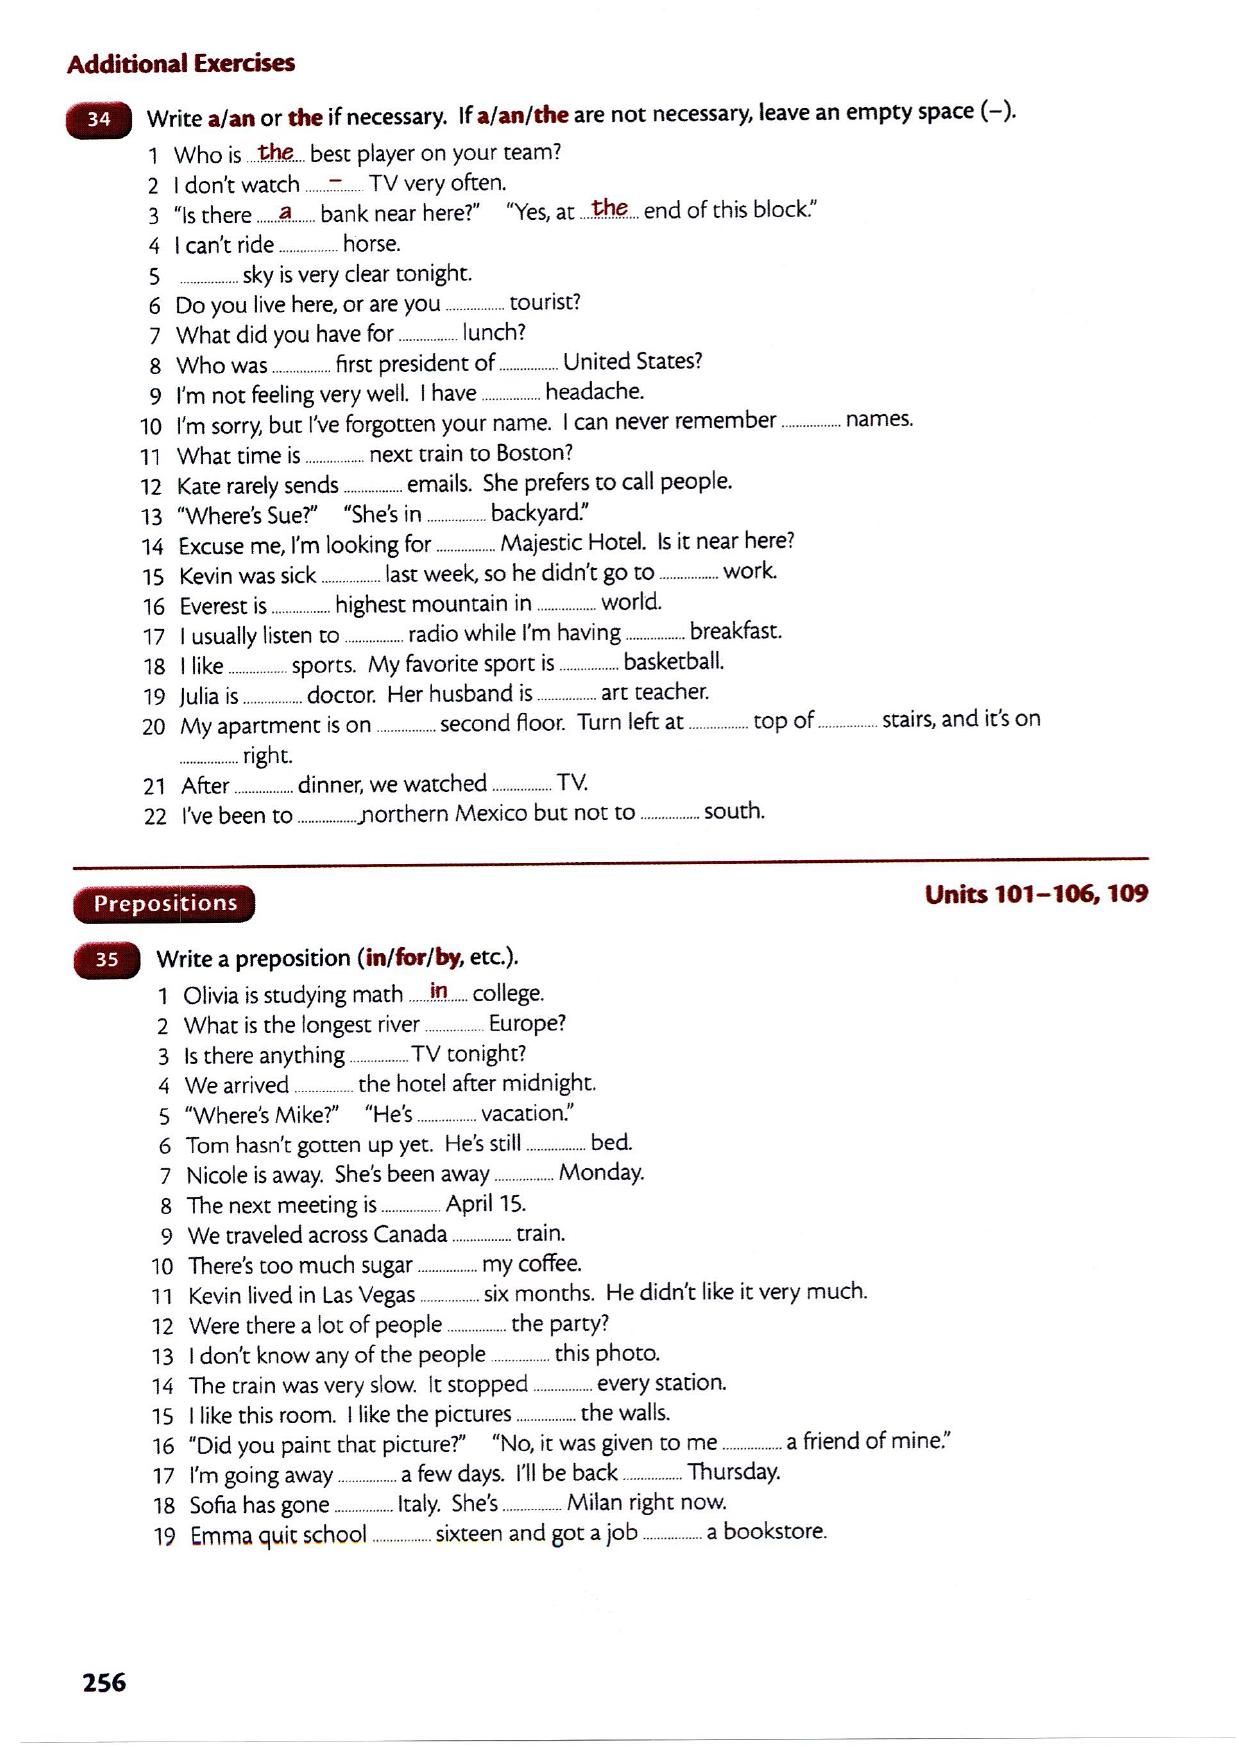 Additional Exercises
34 Write a/an or the if necessary. If a/an/the are not necessary, leave an empty space (–).
1 Who is ....the.... best player on your team?
2 I don't watch ....–.... TV very often.
3 "Is there ....a.... bank near here?" "Yes, at ....the.... end of this block."
4 I can't ride ................ horse.
5 ................ sky is very clear tonight.
6 Do you live here, or are you ................ tourist?
7 What did you have for ................ lunch?
8 Who was ................ first president of ................ United States?
9 I'm not feeling very well. I have ................ headache.
10 I'm sorry, but I've forgotten your name. I can never remember ................ names.
11 What time is ................ next train to Boston?
12 Kate rarely sends ................ emails. She prefers to call people.
13 "Where's Sue?" "She's in ................ backyard."
14 Excuse me, I'm looking for ................ Majestic Hotel. Is it near here?
15 Kevin was sick ................ last week, so he didn't go to ................ work.
16 Everest is ................ highest mountain in ................ world.
17 I usually listen to ................ radio while I'm having ................ breakfast.
18 I like ................ sports. My favorite sport is ................ basketball.
19 Julia is ................ doctor. Her husband is ................ art teacher.
20 My apartment is on ................ second floor. Turn left at ................ top of ................ stairs, and it's on
................ right.
21 After ................ dinner, we watched ................ TV.
22 I've been to ................ northern Mexico but not to ................ south.
Prepositions Units 101–106, 109
35 Write a preposition (in/for/by, etc.).
1 Olivia is studying math ....in.... college.
2 What is the longest river ................ Europe?
3 Is there anything ................ TV tonight?
4 We arrived ................ the hotel after midnight.
5 "Where's Mike?" "He's ................ vacation."
6 Tom hasn't gotten up yet. He's still ................ bed.
7 Nicole is away. She's been away ................ Monday.
8 The next meeting is ................ April 15.
9 We traveled across Canada ................ train.
10 There's too much sugar ................ my coffee.
11 Kevin lived in Las Vegas ................ six months. He didn't like it very much.
12 Were there a lot of people ................ the party?
13 I don't know any of the people ................ this photo.
14 The train was very slow. It stopped ................ every station.
15 I like this room. I like the pictures ................ the walls.
16 "Did you paint that picture?" "No, it was given to me ................ a friend of mine."
17 I'm going away ................ a few days. I'll be back ................ Thursday.
18 Sofia has gone ................ Italy. She's ................ Milan right now.
19 Emma quit school ................ sixteen and got a job ................ a bookstore.
256